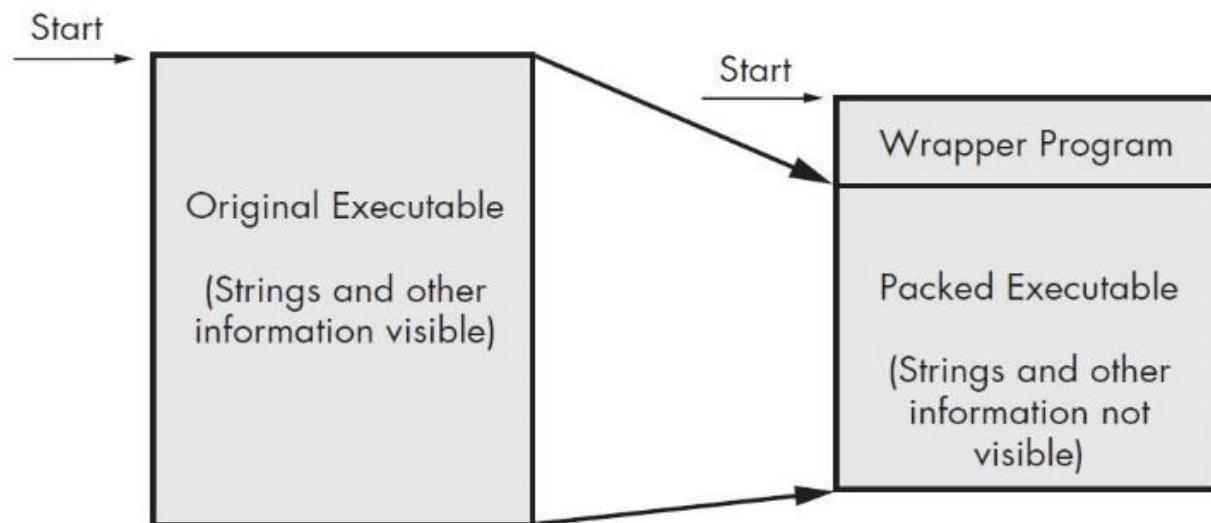 Start
Original Executable
(Strings and other
information visible)
Start
Wrapper Program
Packed Executable
(Strings and other
information not
visible)